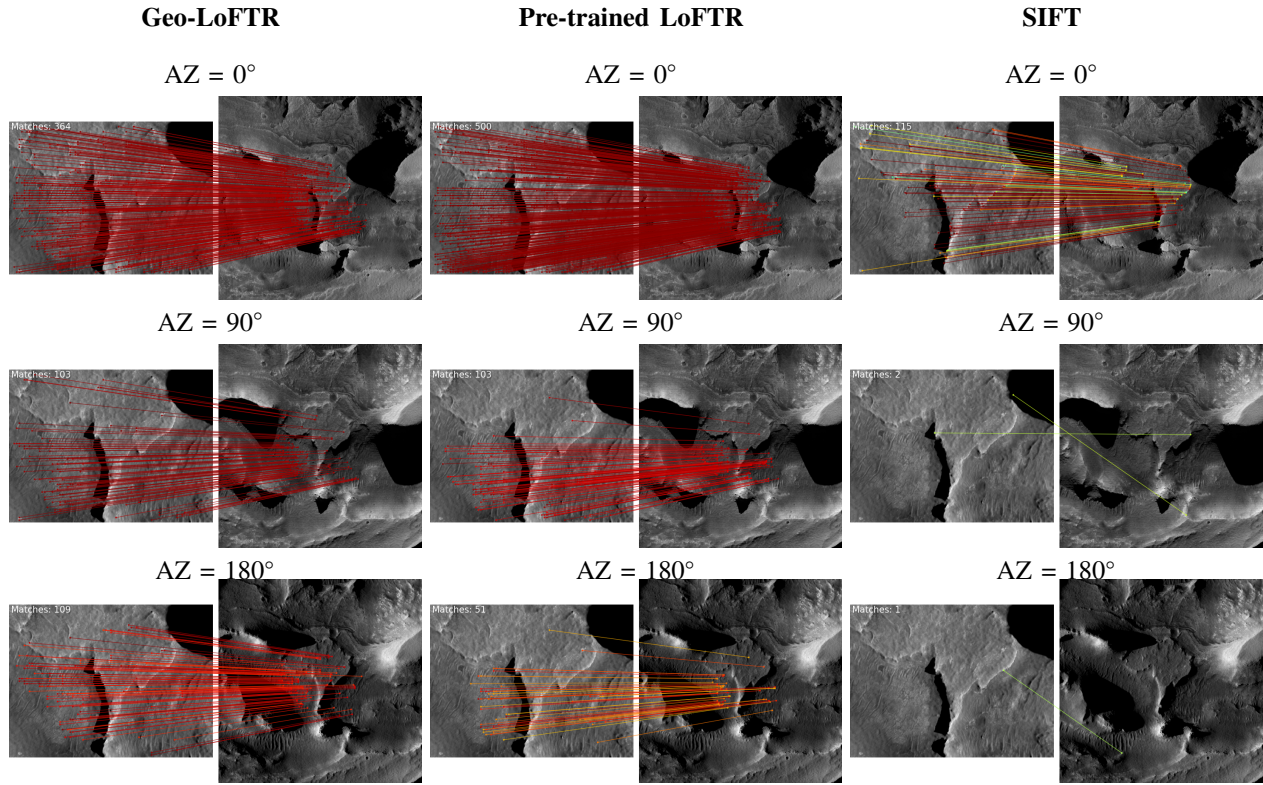 Geo-LoFTR Pre-trained LoFTR SIFT
AZ = 0° AZ = 0° AZ = 0°
Matches: 364 Matches: 500 Matches: 115
AZ = 90° AZ = 90° AZ = 90°
Matches: 103 Matches: 103 Matches: 2
AZ = 180° AZ = 180° AZ = 180°
Matches: 109 Matches: 51 Matches: 1